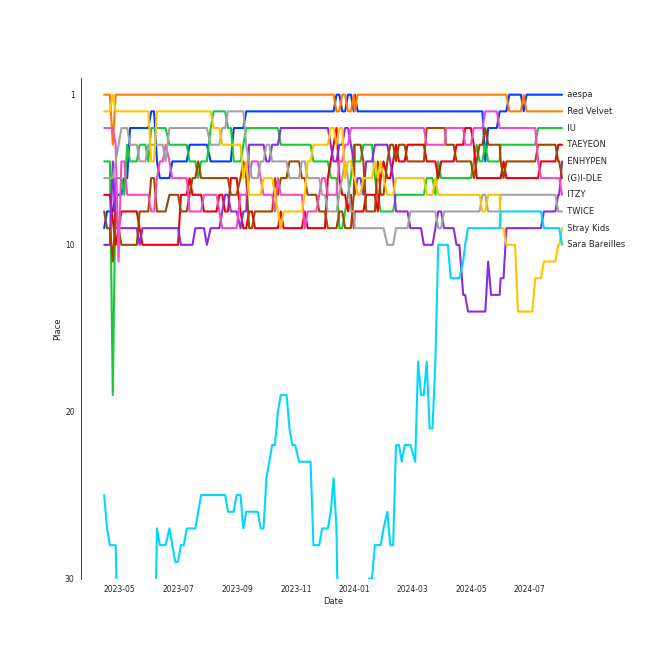 1
10
20
30
Place
2023-05
2023-07
2023-09
2023-11
2024-01
2024-03
2024-05
2024-07
Date
aespa
Red Velvet
IU
TAEYEON
ENHYPEN
(G)I-DLE
ITZY
TWICE
Stray Kids
Sara Bareilles